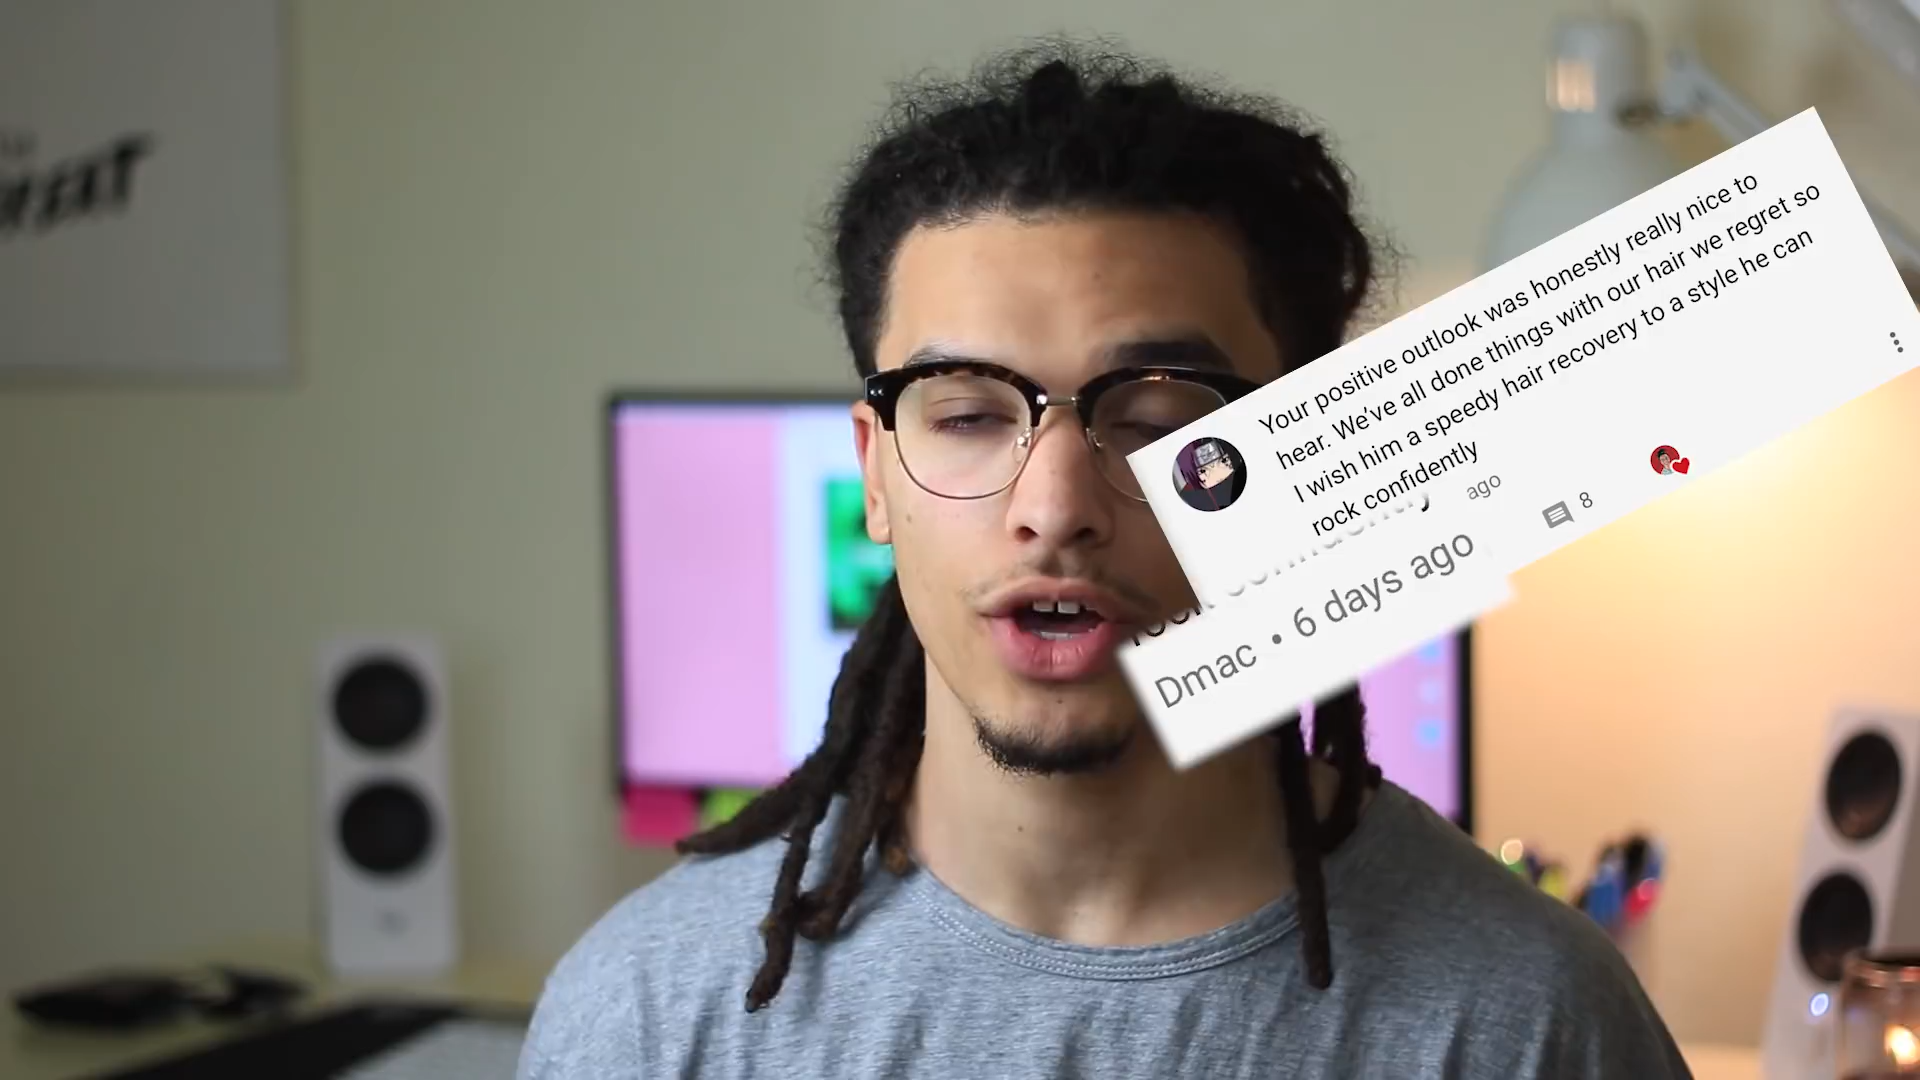 Your positive outlook was honestly really nice to
hear. We've all done things with our hair we regret so
I wish him a speedy hair recovery to a style he can
rock confidently
ago
8
Dmac • 6 days ago